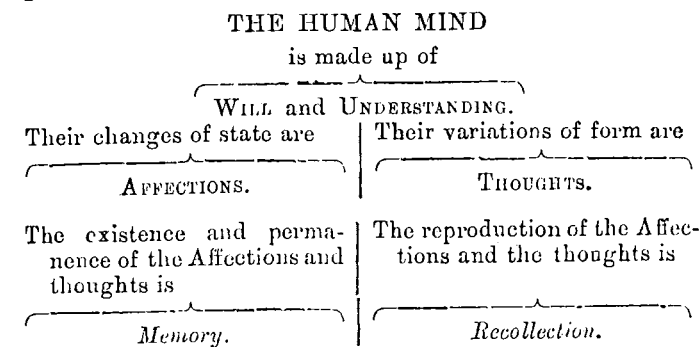 THE HUMAN MIND
is made up of
WILL and UNDERSTANDING.
Their changes of state are
AFFECTIONS.
Their variations of form are
THOUGHTS.
The existence and perma-
nence of the Affections and
thoughts is
Memory.
The reproduction of the Affec-
tions and the thoughts is
Recollection.